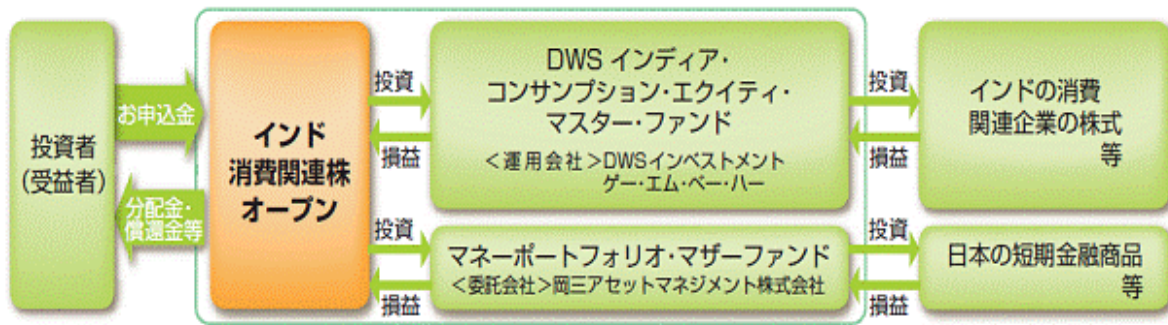 投資者
(受益者)
お申込金
分配金・
償還金等
インド
消費関連株
オープン
投資
損益
DWS インディア・
コンサンプション・エクイティ・
マスター・ファンド
＜運用会社＞DWSインベストメント
ゲー・エム・ベー・ハー
投資
損益
インドの消費
関連企業の株式
等
投資
損益
マネーポートフォリオ・マザーファンド
＜委託会社＞岡三アセットマネジメント株式会社
投資
損益
日本の短期金融商品
等